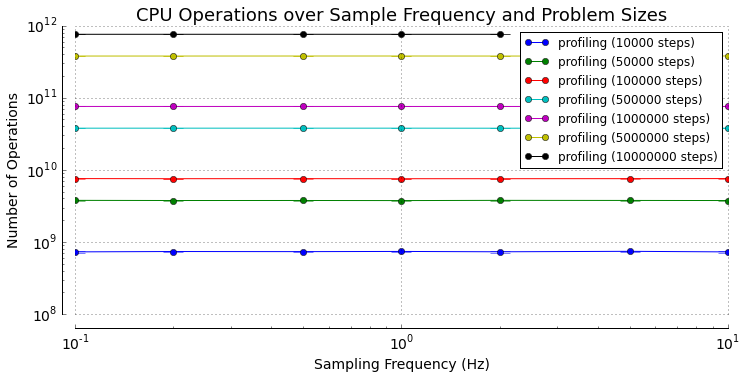 CPU Operations over Sample Frequency and Problem Sizes
10^12
10^11
10^10
10^9
10^8
Number of Operations
profiling (10000 steps)
profiling (50000 steps)
profiling (100000 steps)
profiling (500000 steps)
profiling (1000000 steps)
profiling (5000000 steps)
profiling (10000000 steps)
10^-1
10^0
10^1
Sampling Frequency (Hz)